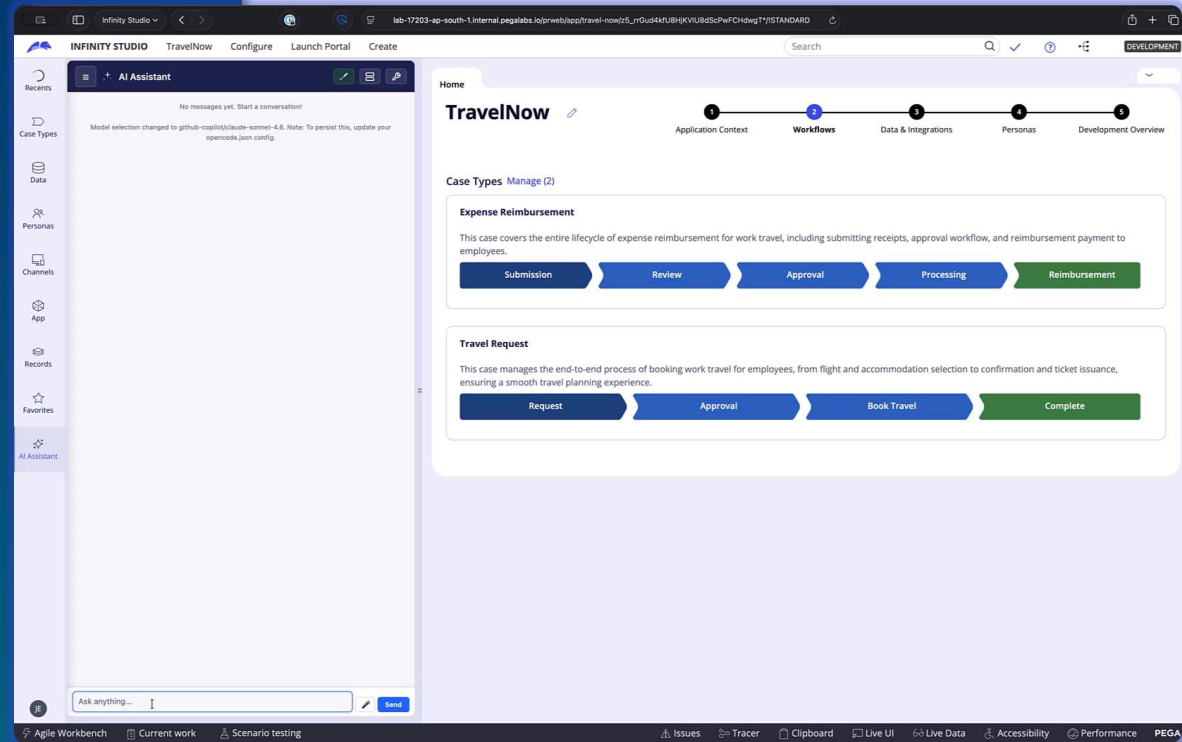 Infinity Studio
lab-17203-ap-south-1.internal.pegalabs.io/prweb/app/travel-now/z5_rrGud4kfU8HjKVIU8dScPwFCHdwgT*/!STANDARD
INFINITY STUDIO TravelNow Configure Launch Portal Create Search DEVELOPMENT
Recents
Case Types
Data
Personas
Channels
App
Records
Favorites
AI Assistant
JE
AI Assistant
No messages yet. Start a conversation!
Model selection changed to github-copilot/claude-sonnet-4.6. Note: To persist this, update your
opencode.json config.
Ask anything...
Send
Home
TravelNow
1 2 3 4 5
Application Context Workflows Data & Integrations Personas Development Overview
Case Types Manage (2)
Expense Reimbursement
This case covers the entire lifecycle of expense reimbursement for work travel, including submitting receipts, approval workflow, and reimbursement payment to
employees.
Submission Review Approval Processing Reimbursement
Travel Request
This case manages the end-to-end process of booking work travel for employees, from flight and accommodation selection to confirmation and ticket issuance,
ensuring a smooth travel planning experience.
Request Approval Book Travel Complete
Agile Workbench Current work Scenario testing Issues Tracer Clipboard Live UI Live Data Accessibility Performance PEGA